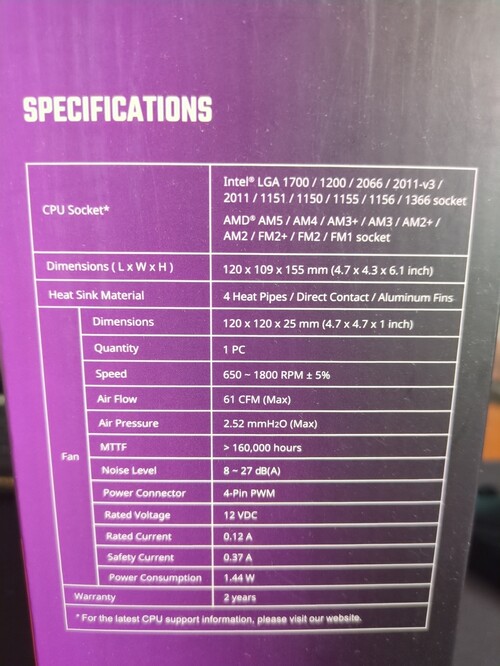 SPECIFICATIONS
CPU Socket*
Intel® LGA 1700 / 1200 / 2066 / 2011-v3 /
2011 / 1151 / 1150 / 1155 / 1156 / 1366 socket
AMD® AM5 / AM4 / AM3+ / AM3 / AM2+ /
AM2 / FM2+ / FM2 / FM1 socket
Dimensions ( L x W x H ) 120 x 109 x 155 mm (4.7 x 4.3 x 6.1 inch)
Heat Sink Material 4 Heat Pipes / Direct Contact / Aluminum Fins
Fan
Dimensions 120 x 120 x 25 mm (4.7 x 4.7 x 1 inch)
Quantity 1 PC
Speed 650 ~ 1800 RPM ± 5%
Air Flow 61 CFM (Max)
Air Pressure 2.52 mmH2O (Max)
MTTF > 160,000 hours
Noise Level 8 ~ 27 dB(A)
Power Connector 4-Pin PWM
Rated Voltage 12 VDC
Rated Current 0.12 A
Safety Current 0.37 A
Power Consumption 1.44 W
Warranty 2 years
* For the latest CPU support information, please visit our website.